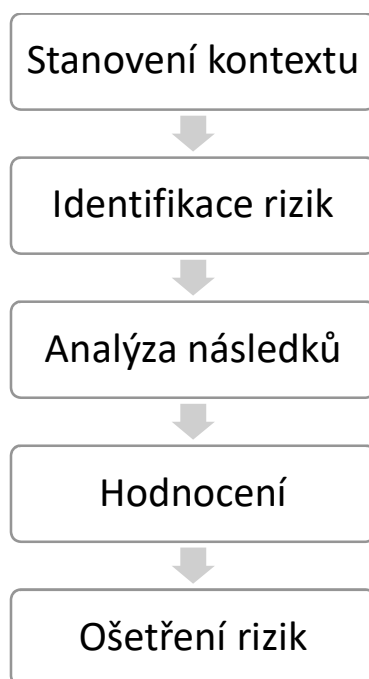 Stanovení kontextu
Identifikace rizik
Analýza následků
Hodnocení
Ošetření rizik